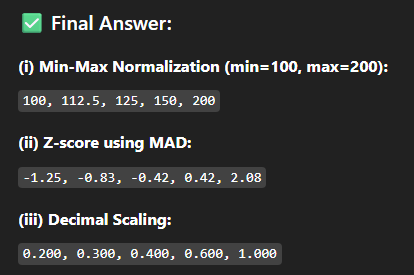 ✅ Final Answer:
(i) Min-Max Normalization (min=100, max=200):
100, 112.5, 125, 150, 200
(ii) Z-score using MAD:
-1.25, -0.83, -0.42, 0.42, 2.08
(iii) Decimal Scaling:
0.200, 0.300, 0.400, 0.600, 1.000